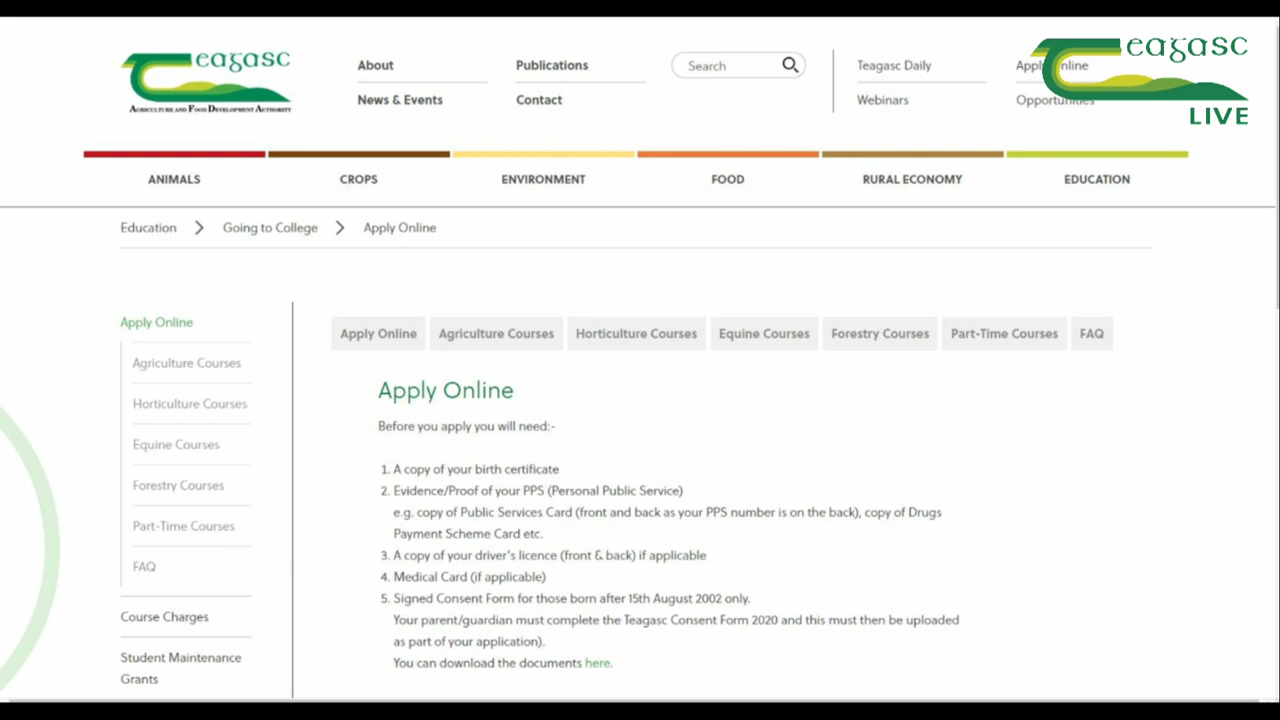 eagasc
AGRICULTURE AND FOOD DEVELOPMENT AUTHORITY
About
Publications
Search
Teagasc Daily
News & Events
Contact
Webinars
Opportunities
eagasc
LIVE
ANIMALS
CROPS
ENVIRONMENT
FOOD
RURAL ECONOMY
EDUCATION
Education
Going to College
Apply Online
Apply Online
Agriculture Courses
Horticulture Courses
Equine Courses
Forestry Courses
Part-Time Courses
FAQ
Course Charges
Student Maintenance
Grants
Apply Online
Agriculture Courses
Horticulture Courses
Equine Courses
Forestry Courses
Part-Time Courses
FAQ
Apply Online
Before you apply you will need:-
1. A copy of your birth certificate
2. Evidence/Proof of your PPS (Personal Public Service)
e.g. copy of Public Services Card (front and back as your PPS number is on the back), copy of Drugs
Payment Scheme Card etc.
3. A copy of your driver's licence (front & back) if applicable
4. Medical Card (if applicable)
5. Signed Consent Form for those born after 15th August 2002 only.
Your parent/guardian must complete the Teagasc Consent Form 2020 and this must then be uploaded
as part of your application).
You can download the documents here.